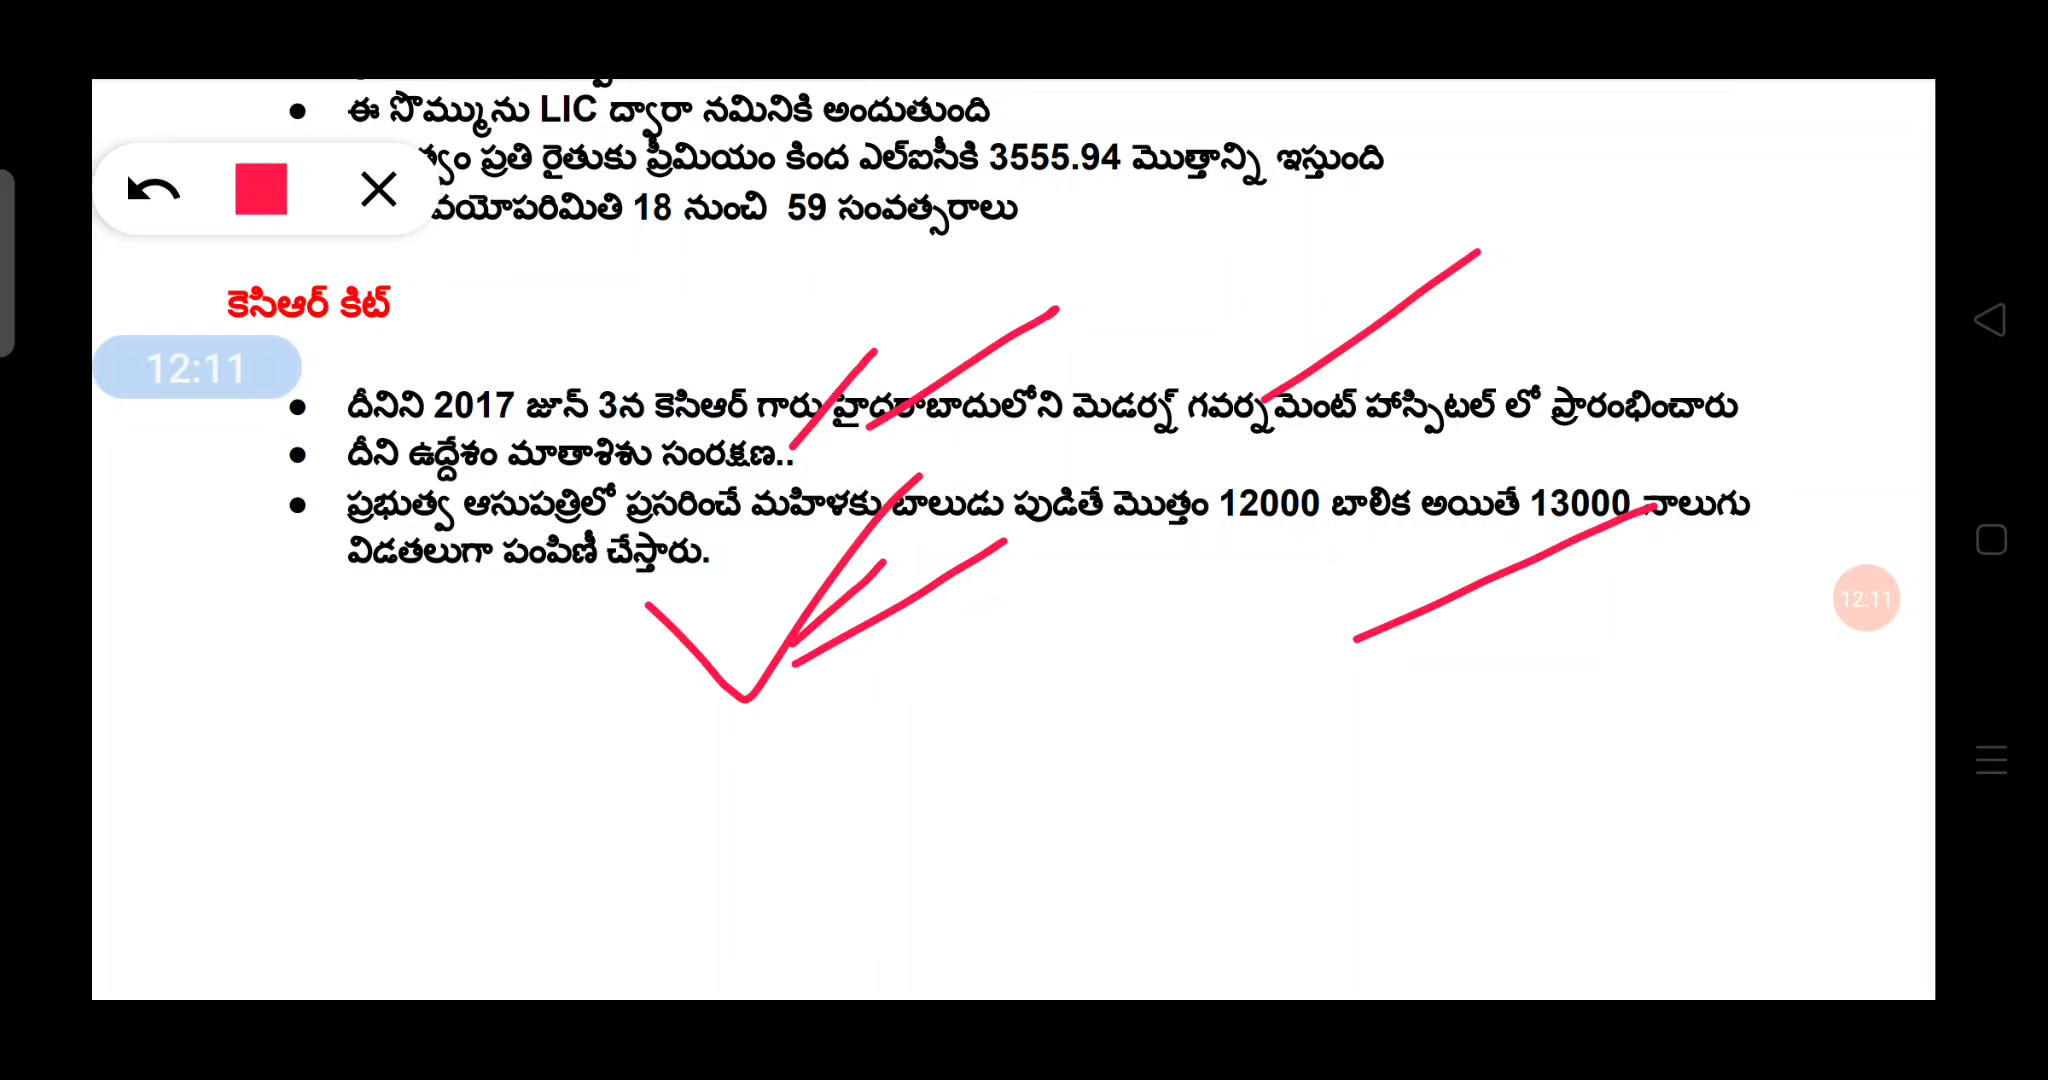 ఈ సొమ్మును LIC ద్వారా నమినికి అందుతుంది
ప్రతి రైతుకు ప్రీమియం కింద ఎల్ఐసీకి 3555.94 మొత్తాన్ని ఇస్తుంది
వయోపరిమితి 18 నుంచి 59 సంవత్సరాలు
కెసిఆర్ కిట్
12:11
దీనిని 2017 జూన్ 3న కెసిఆర్ గారు హైదరాబాదులోని మెడర్న్ గవర్నమెంట్ హాస్పిటల్ లో ప్రారంభించారు
దీని ఉద్దేశం మాతాశిశు సంరక్షణ..
ప్రభుత్వ ఆసుపత్రిలో ప్రసరించే మహిళకు బాలుడు పుడితే మొత్తం 12000 బాలిక అయితే 13000 నాలుగు
విడతలుగా పంపిణీ చేస్తారు.
12:11